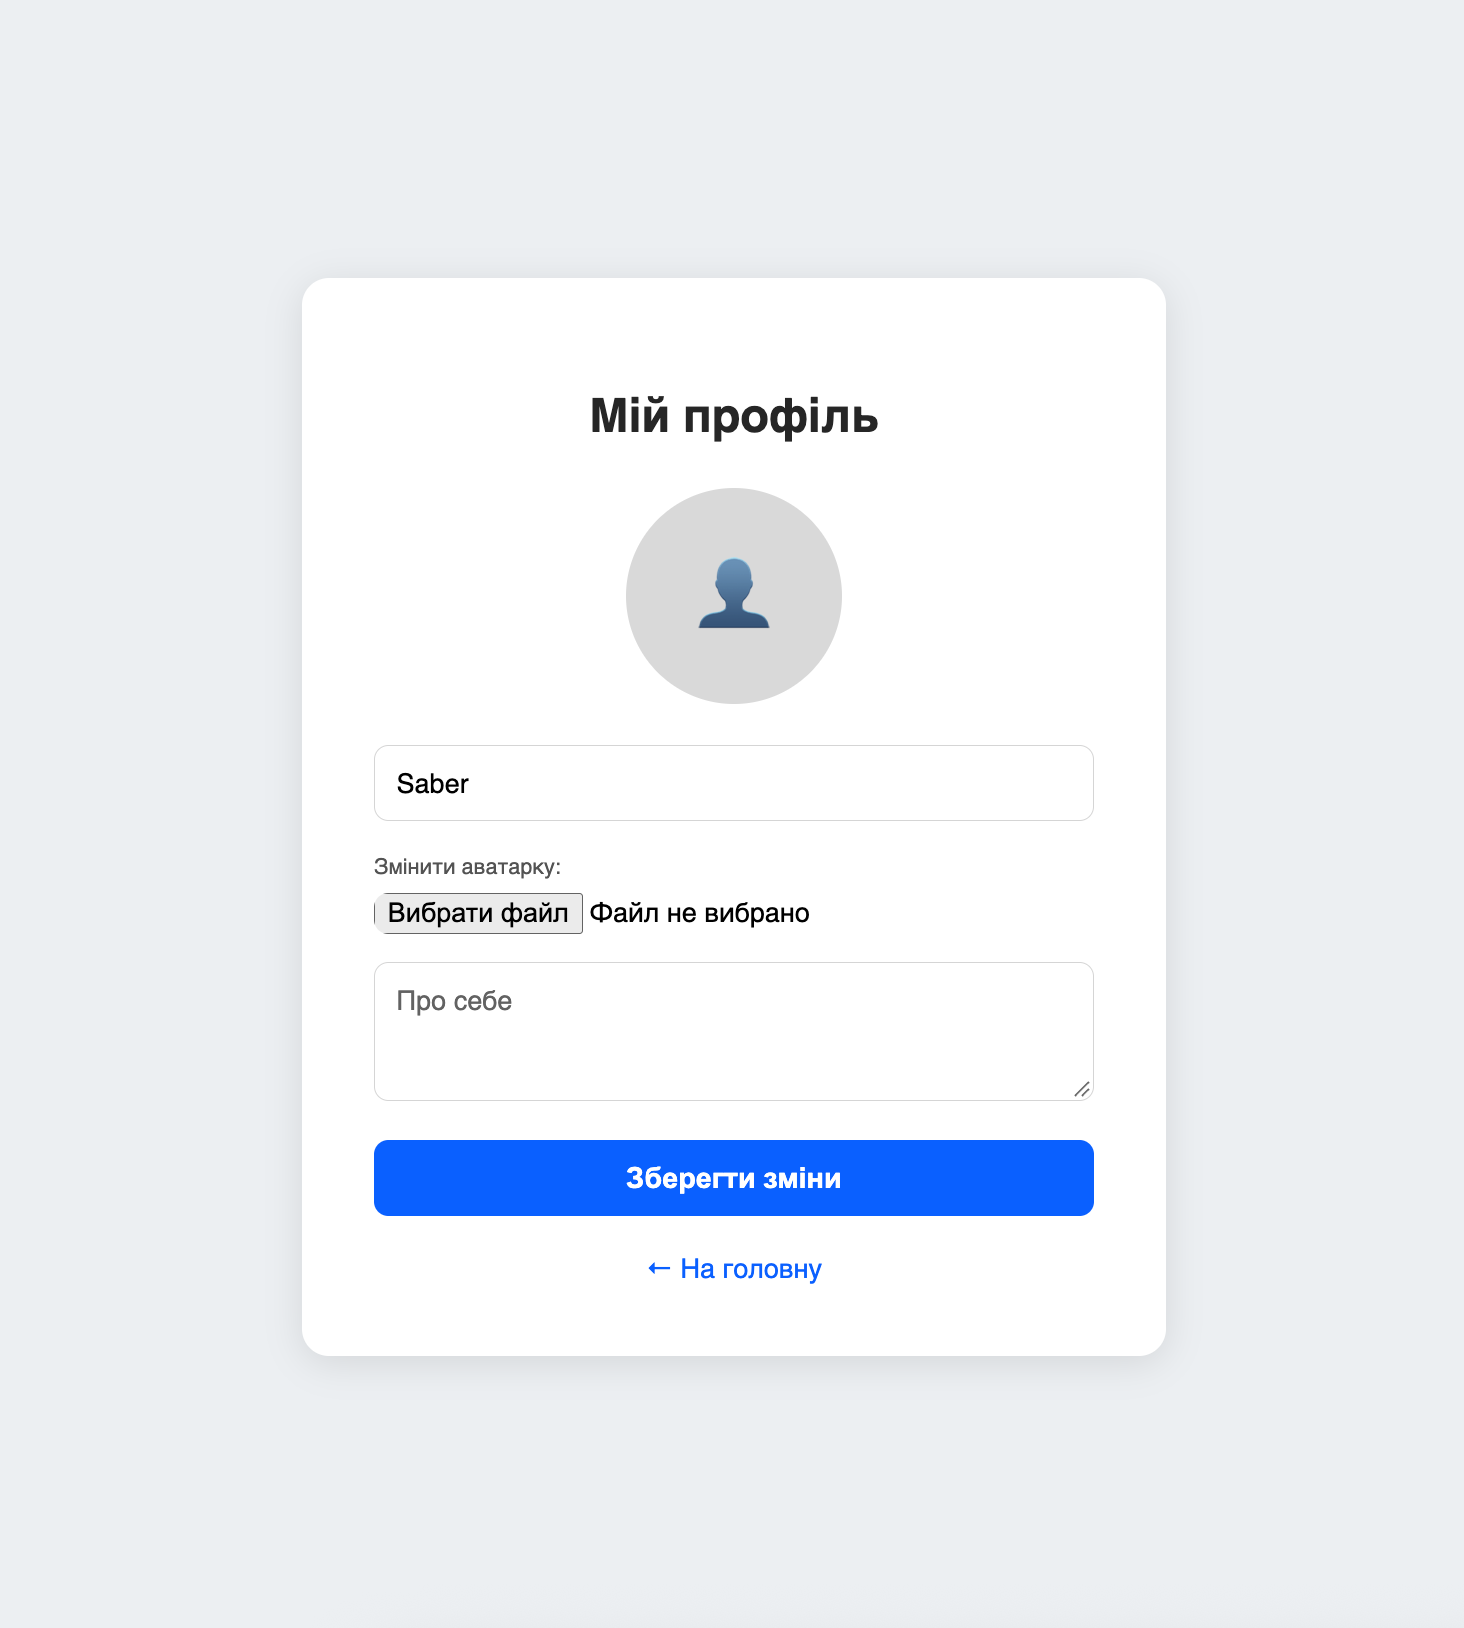 Мій профіль
Saber
Змінити аватарку:
Вибрати файл Файл не вибрано
Про себе
Зберегти зміни
← На головну